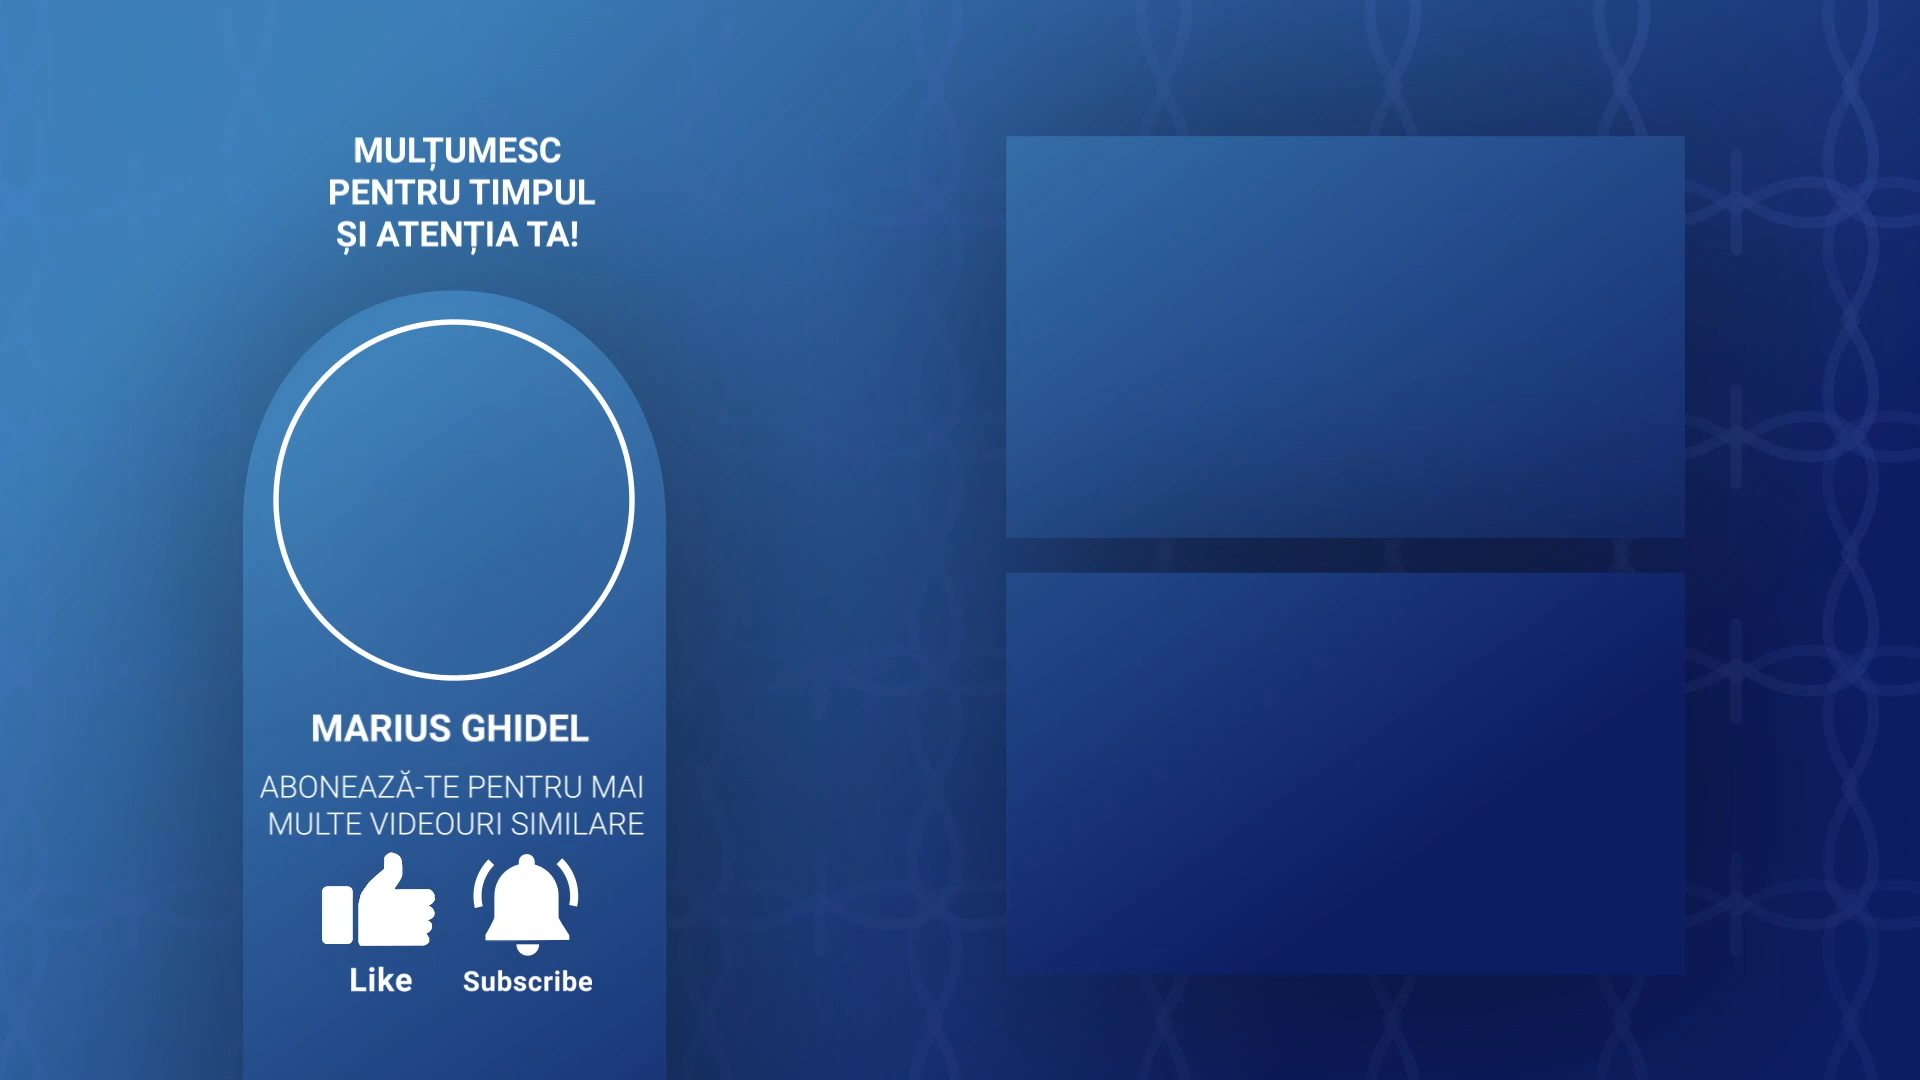 MULȚUMESC
PENTRU TIMPUL
ȘI ATENȚIA TA!
MARIUS GHIDEL
ABONEAZĂ-TE PENTRU MAI
MULTE VIDEOURI SIMILARE
Like
Subscribe